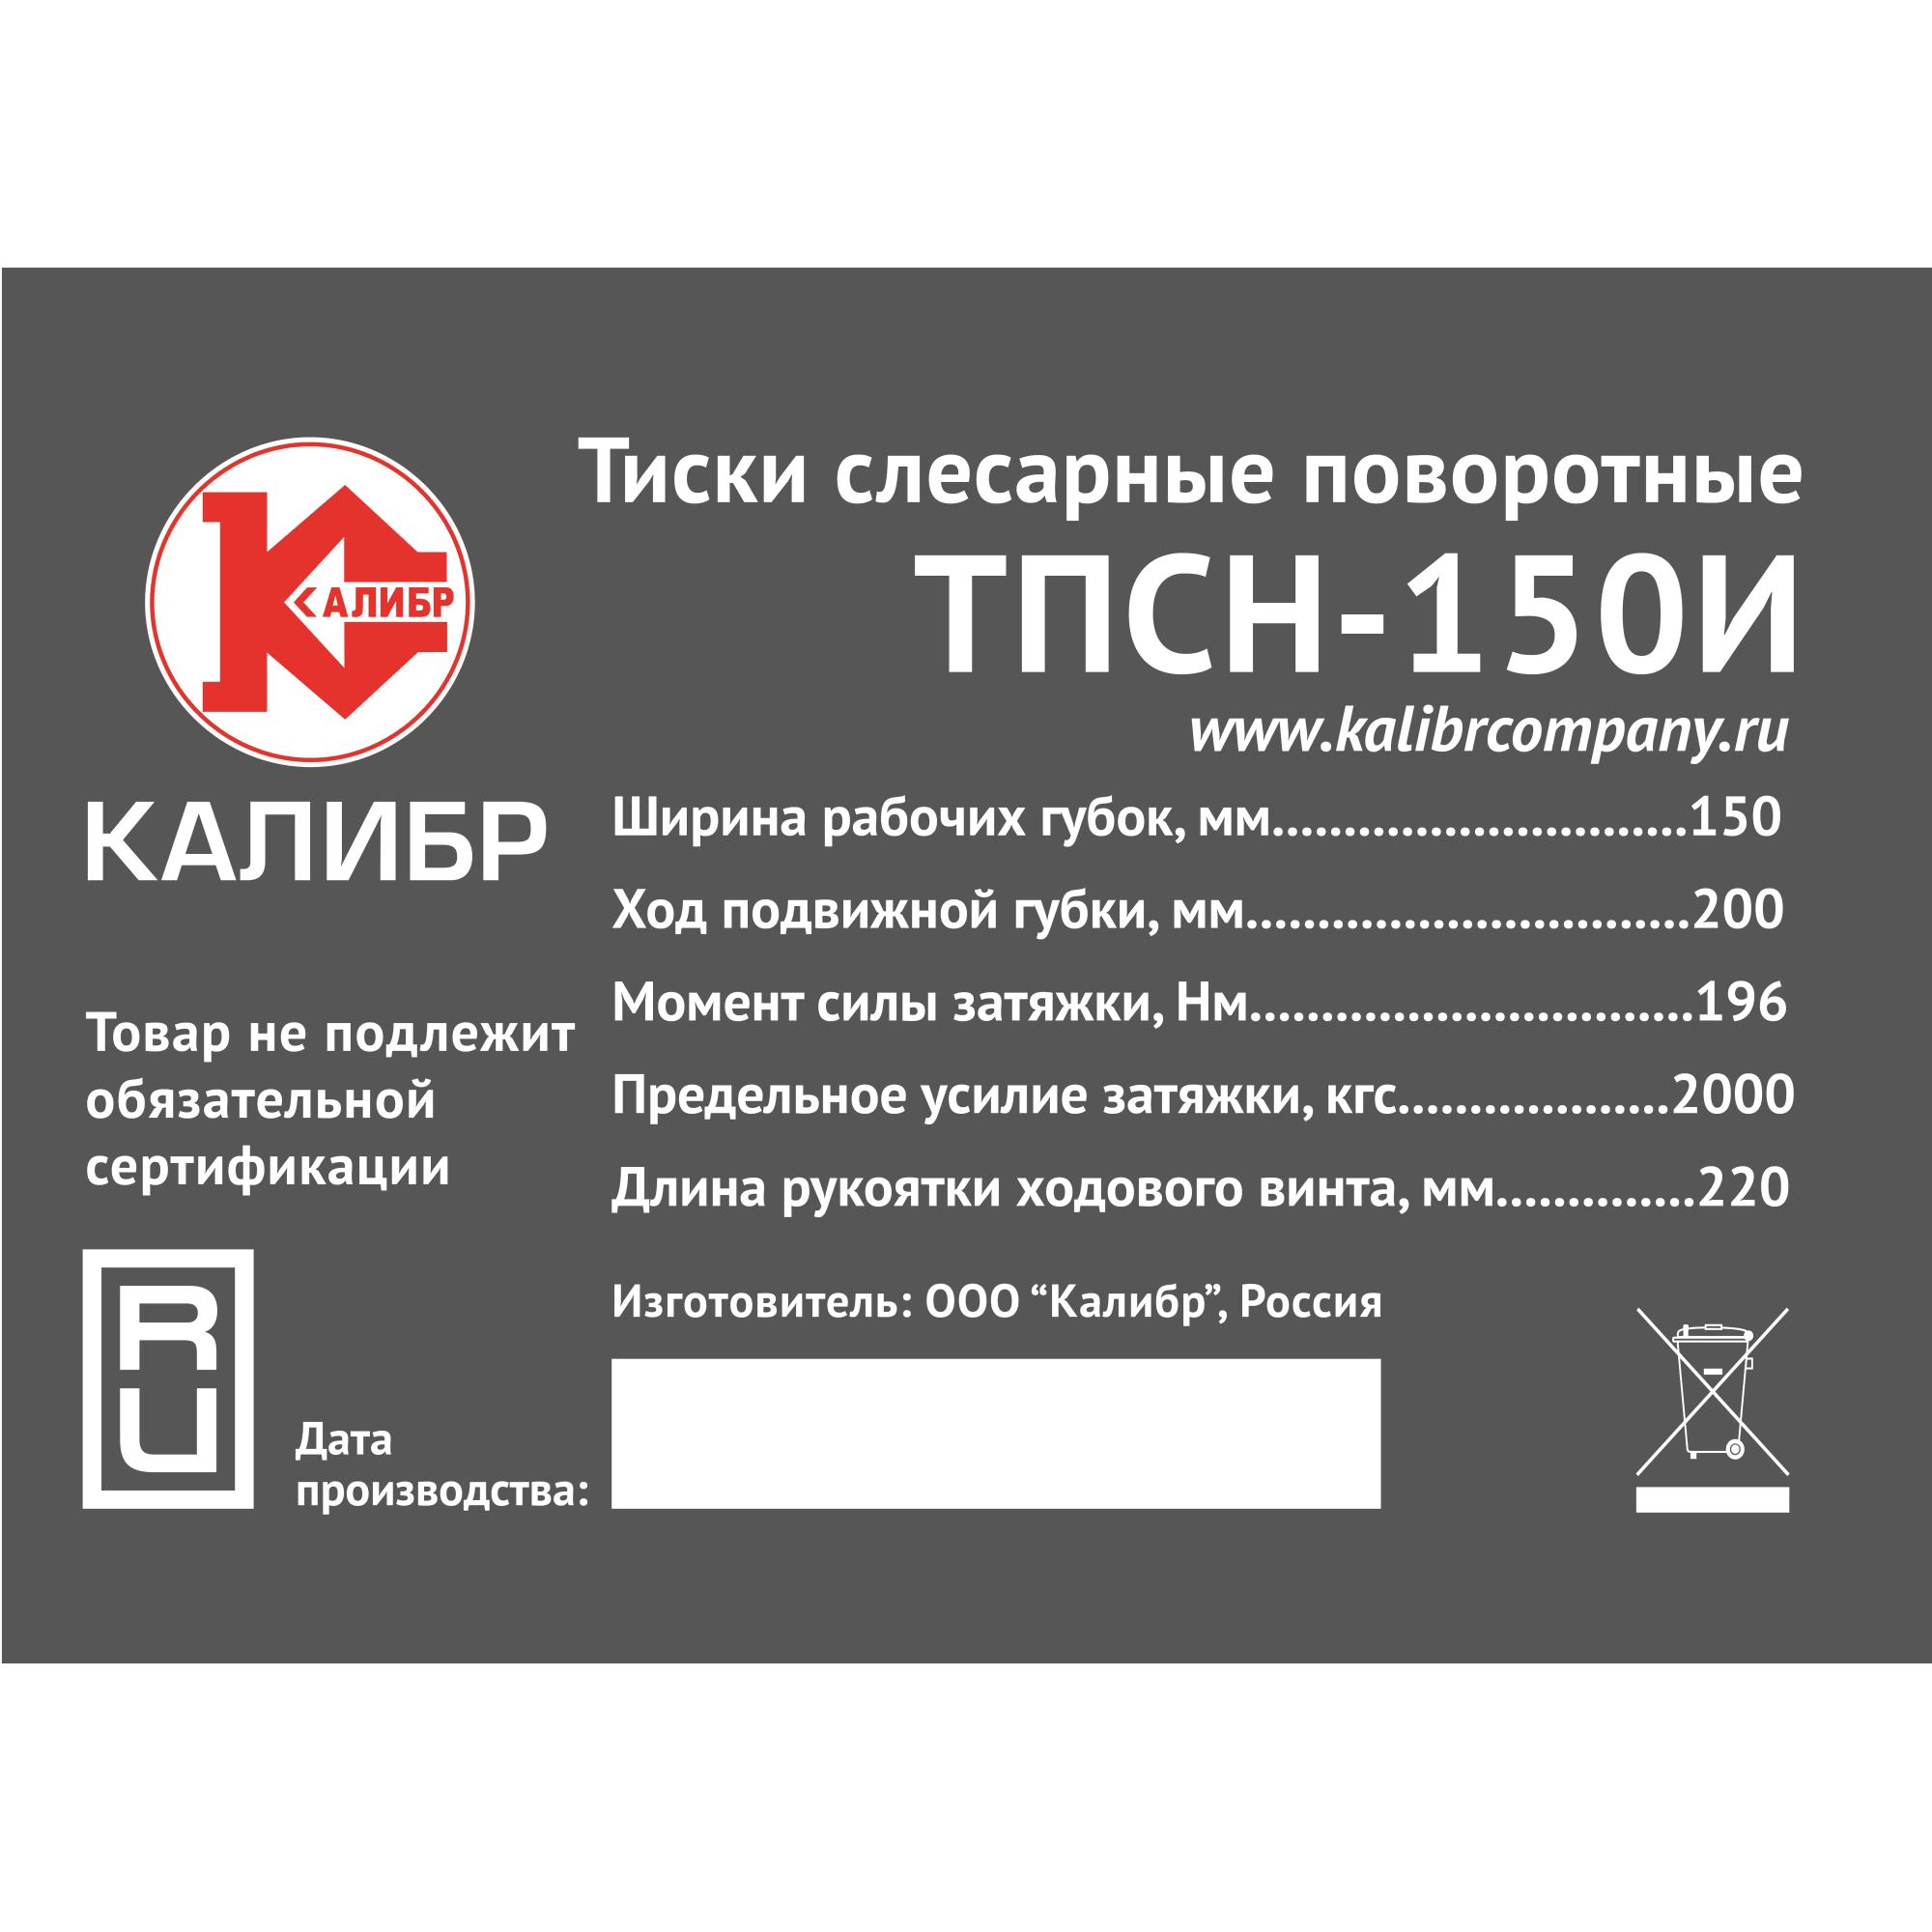 Тиски слесарные поворотные
ТПСН-150И
www.kalibrcompany.ru
КАЛИБР
КАЛИБР
Ширина рабочих губок, мм.............................150
Ход подвижной губки, мм...............................200
Момент силы затяжки, Нм...............................196
Предельное усилие затяжки, кгс...................2000
Длина рукоятки ходового винта, мм..............220
Товар не подлежит
обязательной
сертификации
Изготовитель: ООО “Калибр”, Россия
RU
Дата
производства: